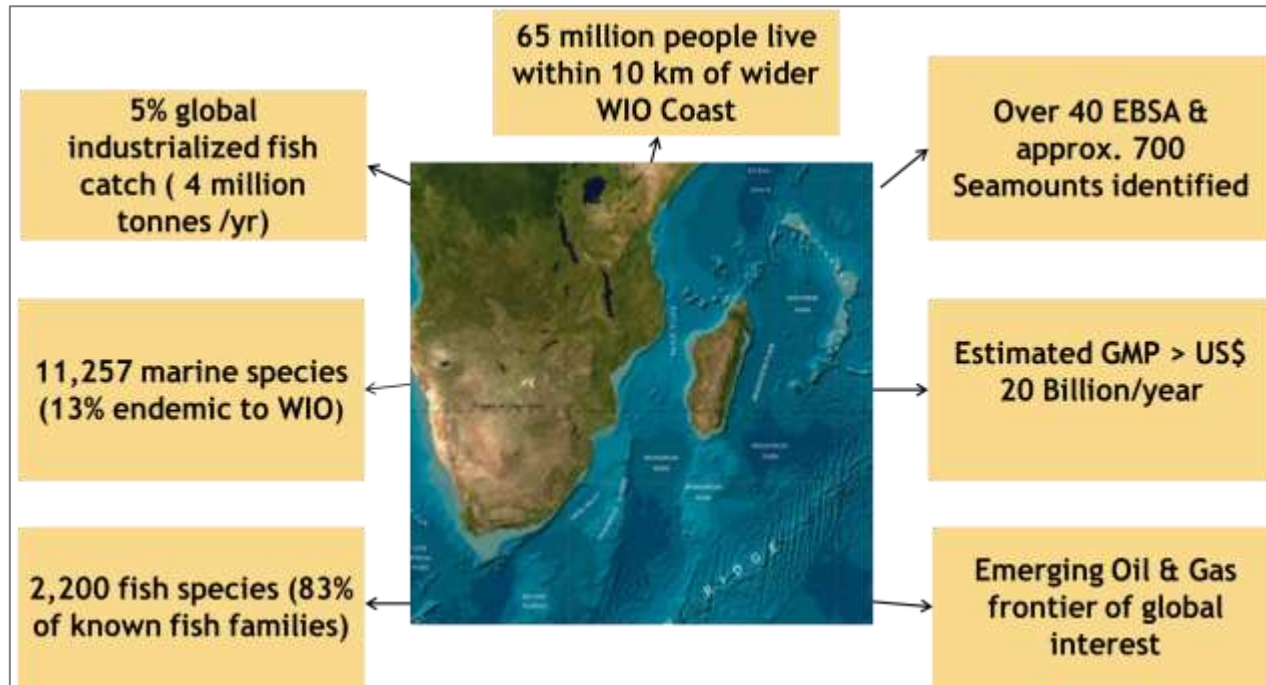 65 million people live
within 10 km of wider
WIO Coast
5% global
industrialized fish
catch ( 4 million
tonnes /yr)
Over 40 EBSA &
approx. 700
Seamounts identified
11,257 marine species
(13% endemic to WIO)
Estimated GMP > US$
20 Billion/year
2,200 fish species (83%
of known fish families)
Emerging Oil & Gas
frontier of global
interest
RIDGE